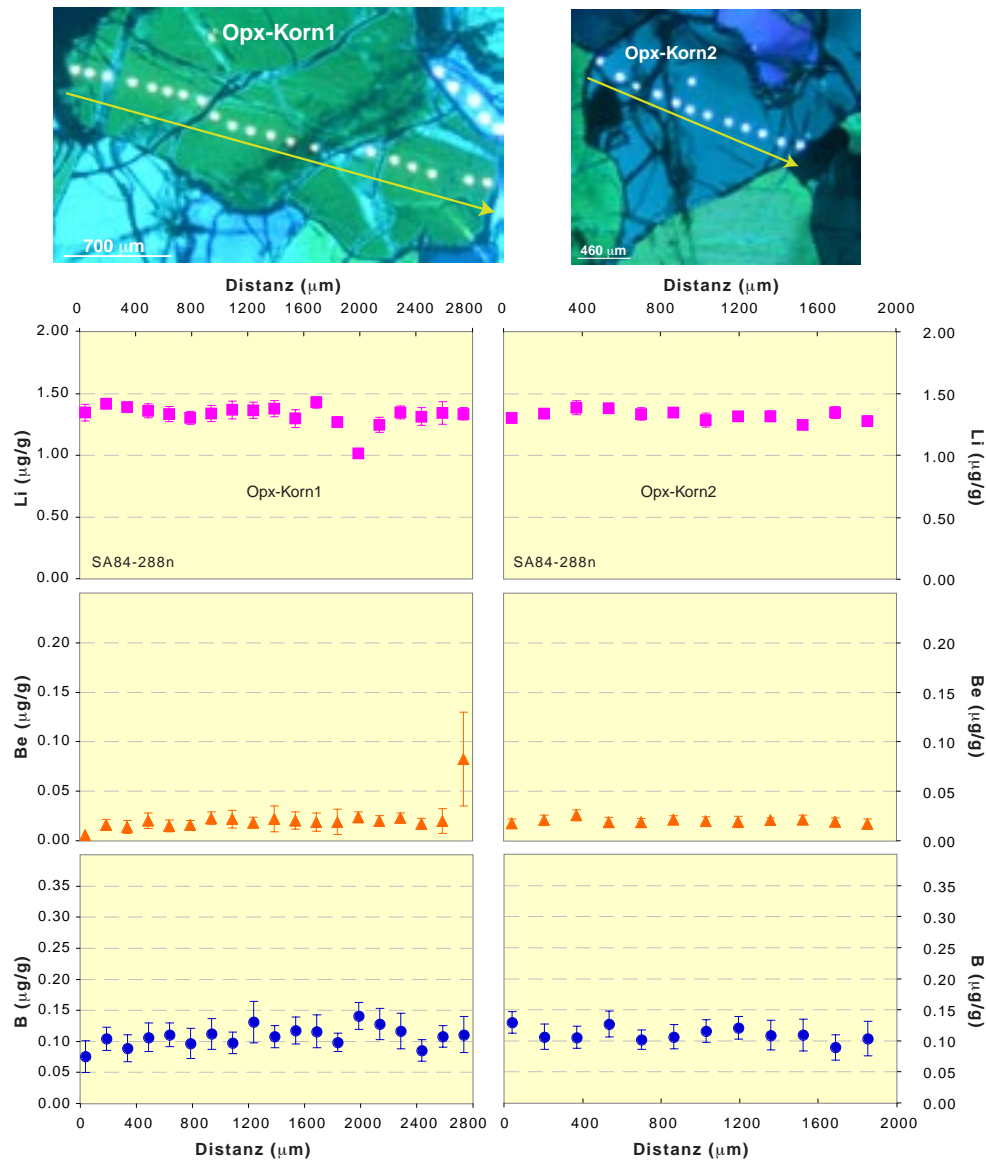 Opx-Korn1
Opx-Korn2
700 µm
460 µm
Distanz (µm)
Distanz (µm)
0 400 800 1200 1600 2000 2400 2800
0 400 800 1200 1600 2000
2.00
1.50
1.00
0.50
0.00
Li (µg/g)
Opx-Korn1
SA84-288n
Opx-Korn2
SA84-288n
2.00
1.50
1.00
0.50
0.00
Li (µg/g)
0.20
0.15
0.10
0.05
0.00
Be (µg/g)
0.20
0.15
0.10
0.05
0.00
Be (µg/g)
0.35
0.30
0.25
0.20
0.15
0.10
0.05
0.00
B (µg/g)
0.35
0.30
0.25
0.20
0.15
0.10
0.05
0.00
B (µg/g)
0 400 800 1200 1600 2000 2400 2800
0 400 800 1200 1600 2000
Distanz (µm)
Distanz (µm)